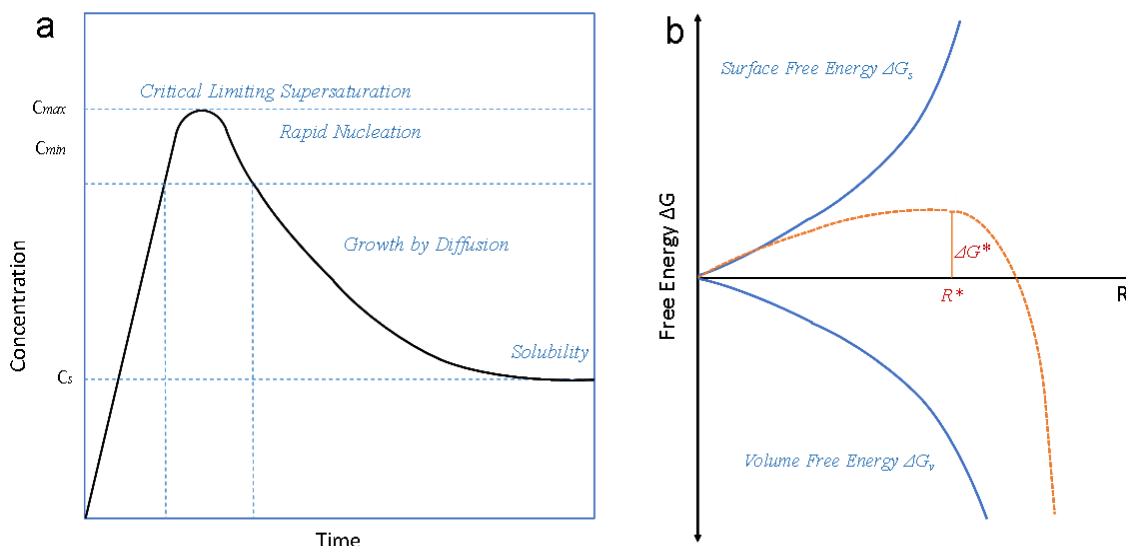 a
Critical Limiting Supersaturation
Cmax
Rapid Nucleation
Cmin
Growth by Diffusion
Concentration
Solubility
Cs
Time
b
Surface Free Energy ΔGs
Free Energy ΔG
ΔG*
R*
R
Volume Free Energy ΔGv